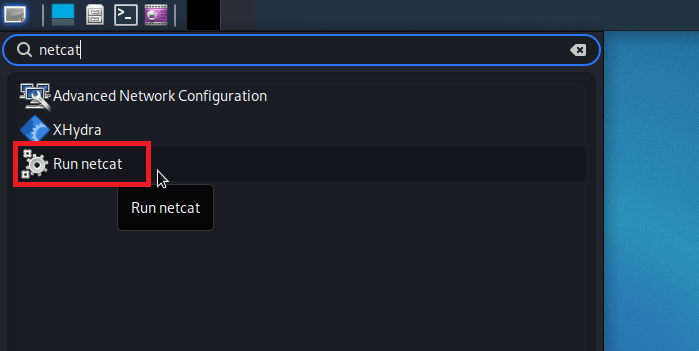 netcat
Advanced Network Configuration
XHydra
Run netcat
Run netcat